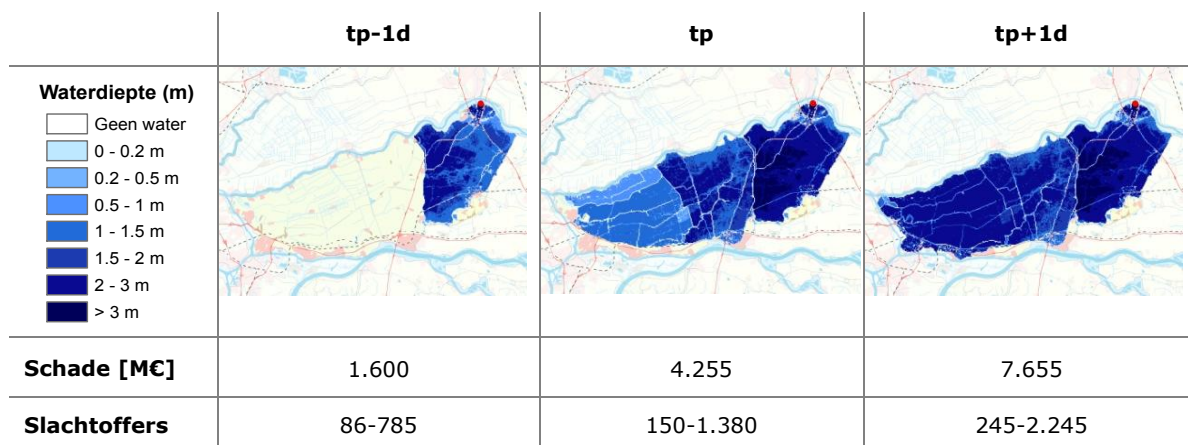 tp-1d tp tp+1d
Waterdiepte (m)
Geen water
0 - 0.2 m
0.2 - 0.5 m
0.5 - 1 m
1 - 1.5 m
1.5 - 2 m
2 - 3 m
> 3 m
Schade [M€] 1.600 4.255 7.655
Slachtoffers 86-785 150-1.380 245-2.245